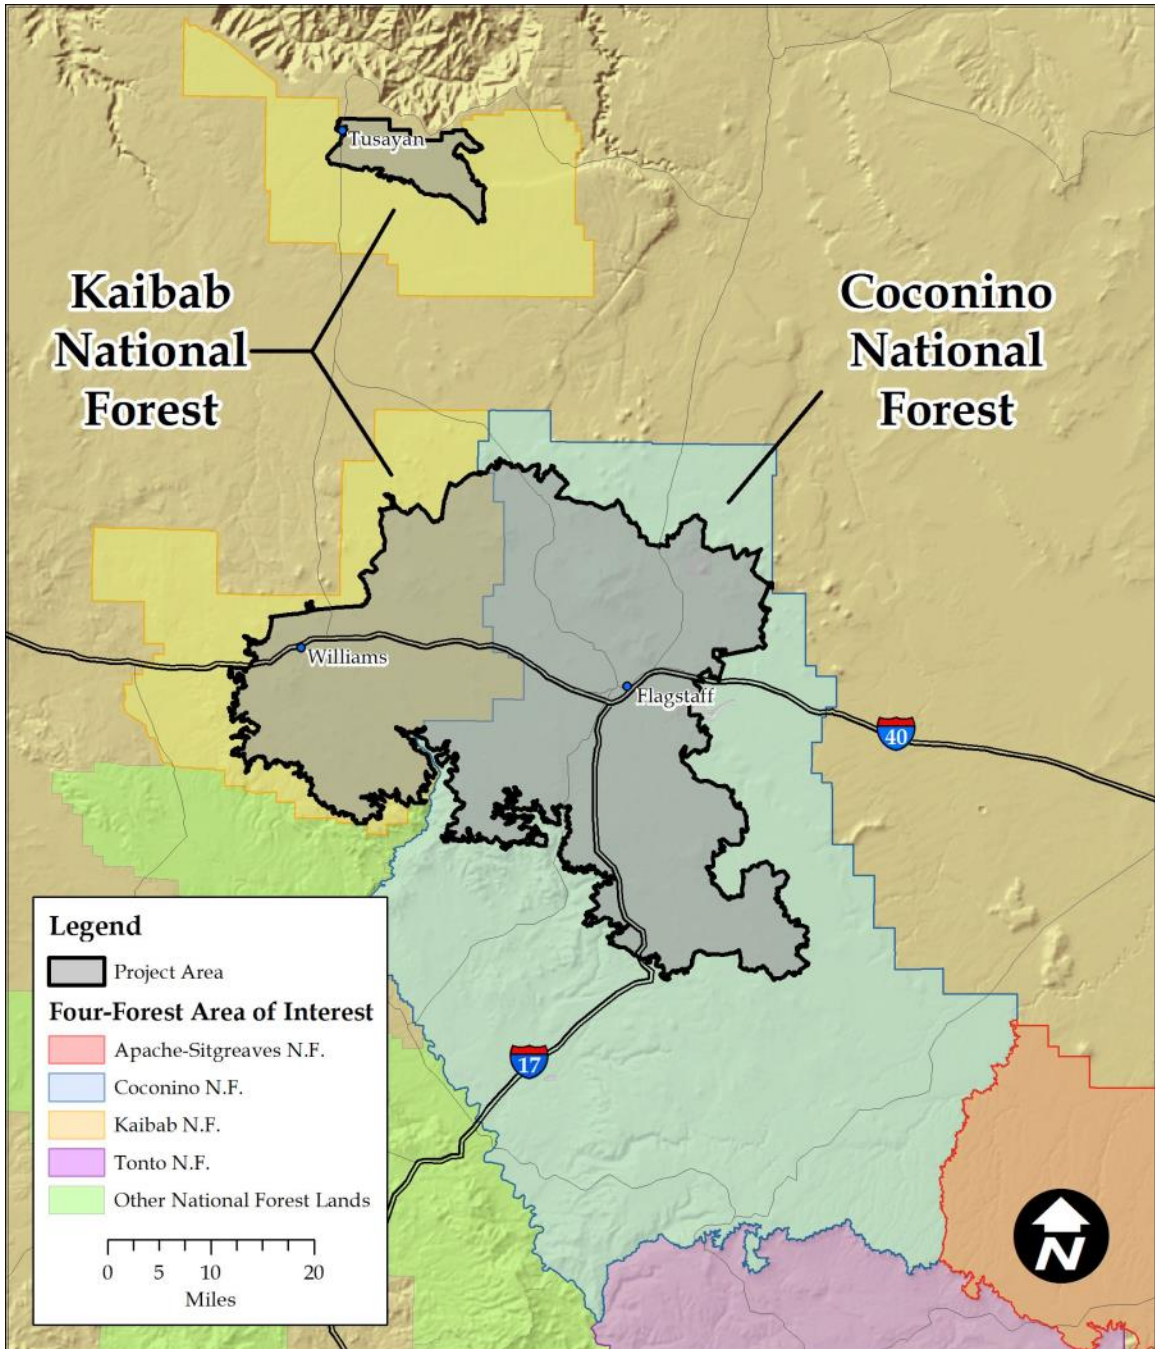 Tusayan
Kaibab
National
Forest
Coconino
National
Forest
Williams
Flagstaff
40
17
Legend
Project Area
Four-Forest Area of Interest
Apache-Sitgreaves N.F.
Coconino N.F.
Kaibab N.F.
Tonto N.F.
Other National Forest Lands
0 5 10 20
Miles
N